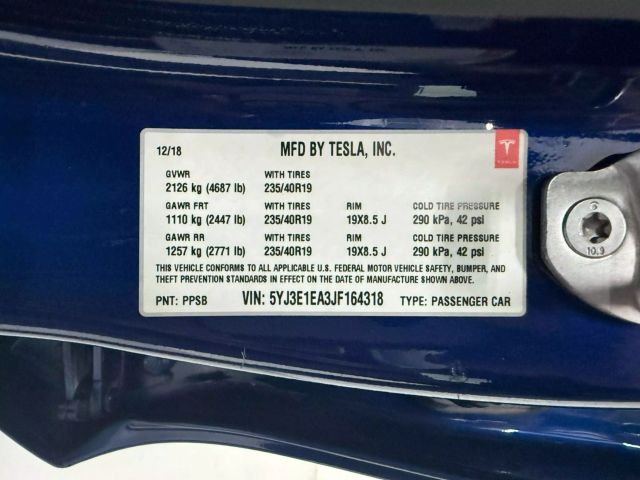 12/18 MFD BY TESLA, INC.
TESLA
GVWR WITH TIRES
2126 kg (4687 lb) 235/40R19
GAWR FRT WITH TIRES RIM COLD TIRE PRESSURE
1110 kg (2447 lb) 235/40R19 19X8.5 J 290 kPa, 42 psi
GAWR RR WITH TIRES RIM COLD TIRE PRESSURE
1257 kg (2771 lb) 235/40R19 19X8.5 J 290 kPa, 42 psi
THIS VEHICLE CONFORMS TO ALL APPLICABLE U.S. FEDERAL MOTOR VEHICLE SAFETY, BUMPER, AND
THEFT PREVENTION STANDARDS IN EFFECT ON THE DATE OF MANUFACTURE SHOWN ABOVE.
PNT: PPSB VIN: 5YJ3E1EA3JF164318 TYPE: PASSENGER CAR
10.9